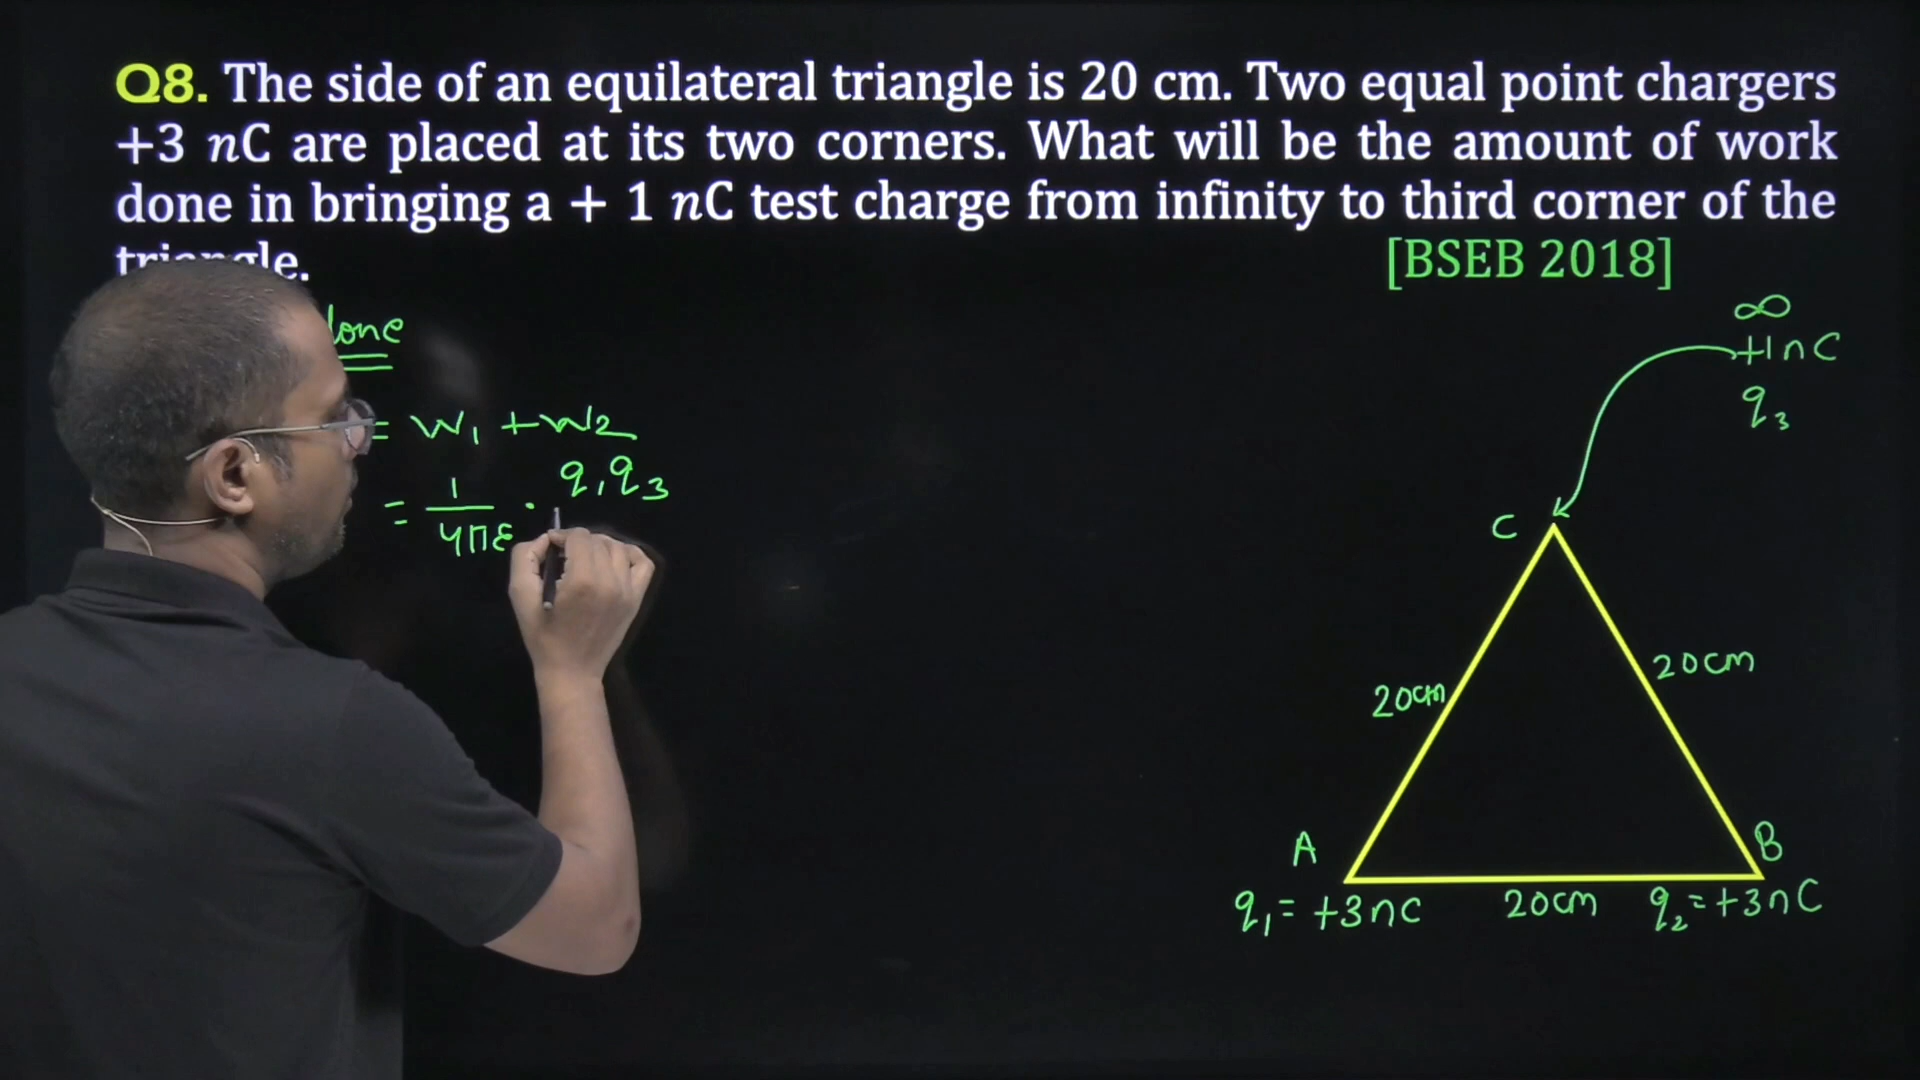 Q8. The side of an equilateral triangle is 20 cm. Two equal point chargers
+3 nC are placed at its two corners. What will be the amount of work
done in bringing a + 1 nC test charge from infinity to third corner of the
triangle.
[BSEB 2018]
∞
+1nC
q₃
done
= W₁ + W₂
= 1/4πε · q₁q₃
C
20cm
20cm
A
B
q₁ = +3nC
20cm
q₂ = +3nC